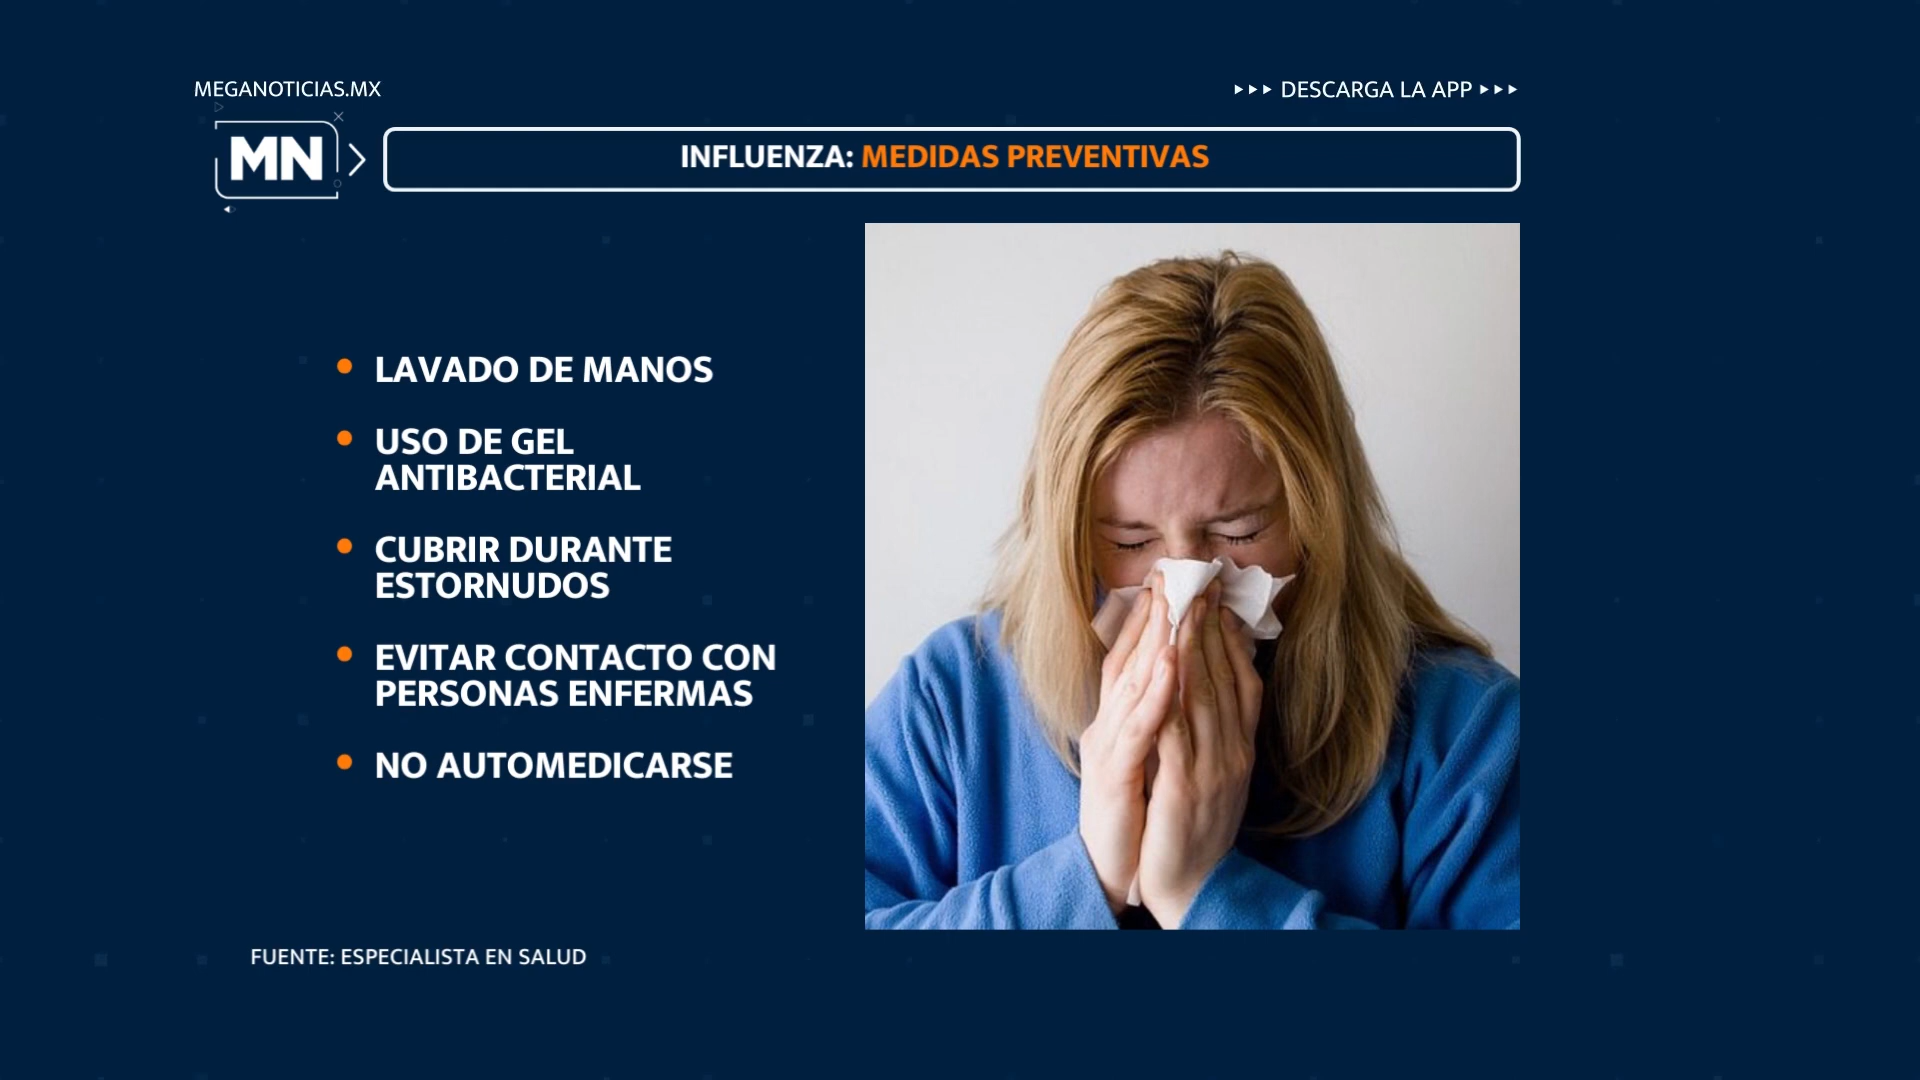 MEGANOTICIAS.MX
▸▸▸ DESCARGA LA APP ▸▸▸
MN
INFLUENZA: MEDIDAS PREVENTIVAS
• LAVADO DE MANOS
• USO DE GEL
ANTIBACTERIAL
• CUBRIR DURANTE
ESTORNUDOS
• EVITAR CONTACTO CON
PERSONAS ENFERMAS
• NO AUTOMEDICARSE
FUENTE: ESPECIALISTA EN SALUD